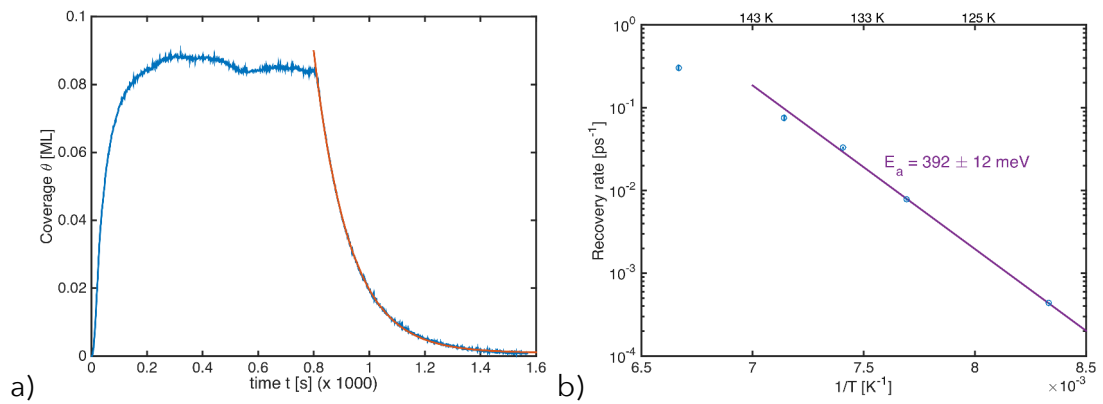 0.1
0.08
0.06
0.04
0.02
0
Coverage θ [ML]
0 0.2 0.4 0.6 0.8 1 1.2 1.4 1.6
time t [s] (x 1000)
a)
143 K 133 K 125 K
10^0
10^-1
10^-2
10^-3
10^-4
Recovery rate [ps^-1]
E_a = 392 ± 12 meV
6.5 7 7.5 8 8.5
1/T [K^-1]
×10^-3
b)